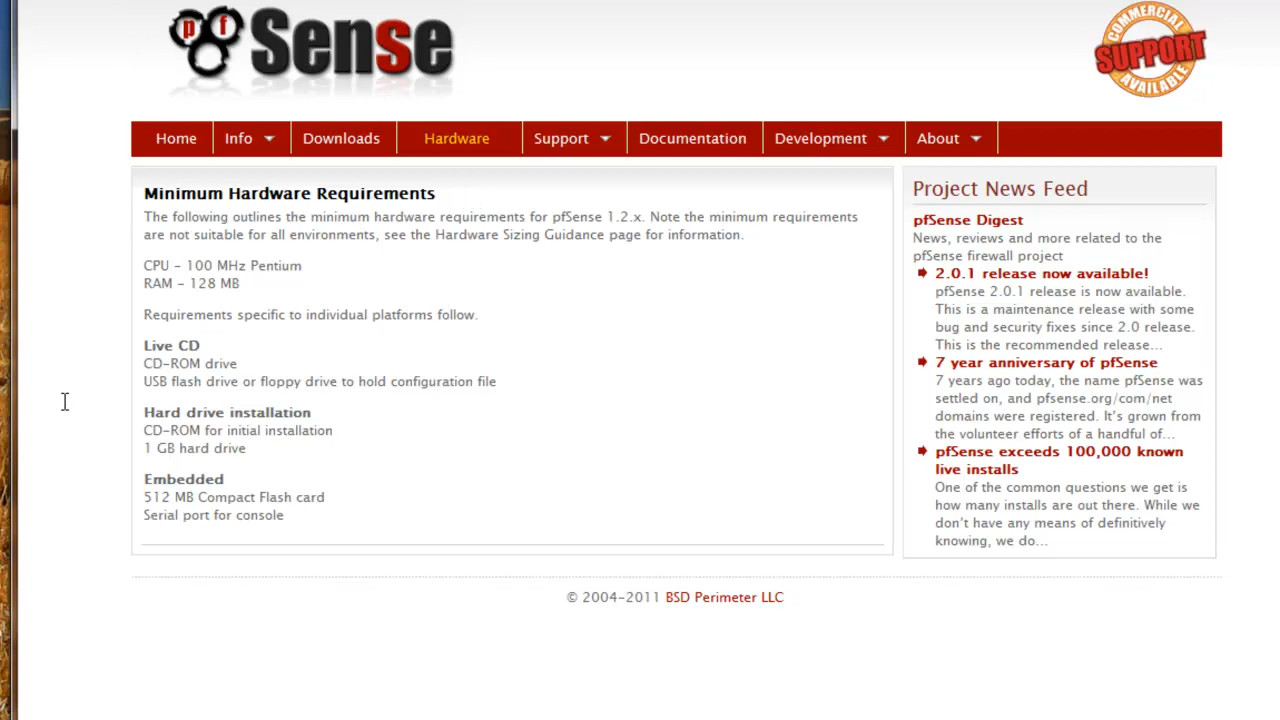 pf Sense
COMMERCIAL
SUPPORT
AVAILABLE
Home Info Downloads Hardware Support Documentation Development About
Minimum Hardware Requirements
The following outlines the minimum hardware requirements for pfSense 1.2.x. Note the minimum requirements
are not suitable for all environments, see the Hardware Sizing Guidance page for information.
CPU - 100 MHz Pentium
RAM - 128 MB
Requirements specific to individual platforms follow.
Live CD
CD-ROM drive
USB flash drive or floppy drive to hold configuration file
Hard drive installation
CD-ROM for initial installation
1 GB hard drive
Embedded
512 MB Compact Flash card
Serial port for console
Project News Feed
pfSense Digest
News, reviews and more related to the
pfSense firewall project
2.0.1 release now available!
pfSense 2.0.1 release is now available.
This is a maintenance release with some
bug and security fixes since 2.0 release.
This is the recommended release...
7 year anniversary of pfSense
7 years ago today, the name pfSense was
settled on, and pfsense.org/com/net
domains were registered. It's grown from
the volunteer efforts of a handful of...
pfSense exceeds 100,000 known
live installs
One of the common questions we get is
how many installs are out there. While we
don't have any means of definitively
knowing, we do...
© 2004-2011 BSD Perimeter LLC